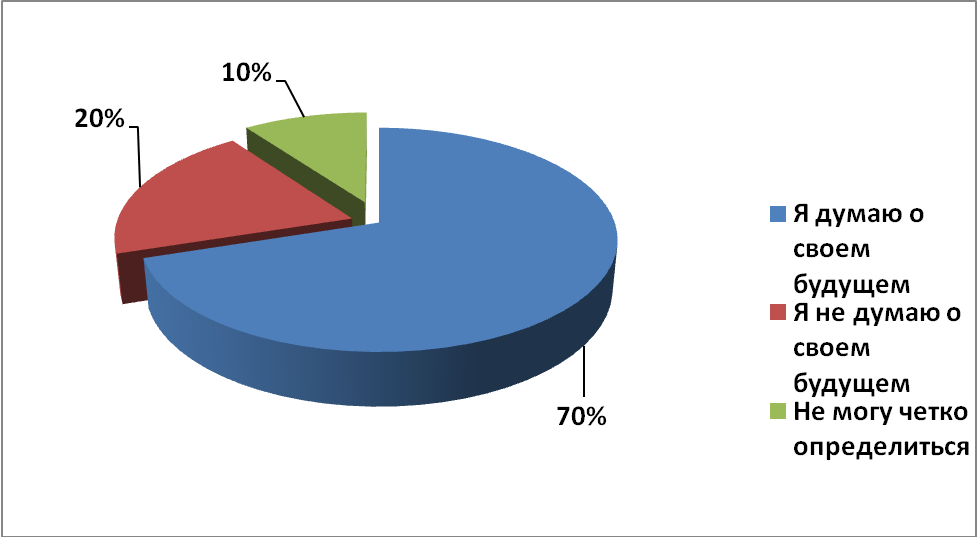 10%
20%
70%
Я думаю о
своем
будущем
Я не думаю о
своем
будущем
Не могу четко
определиться